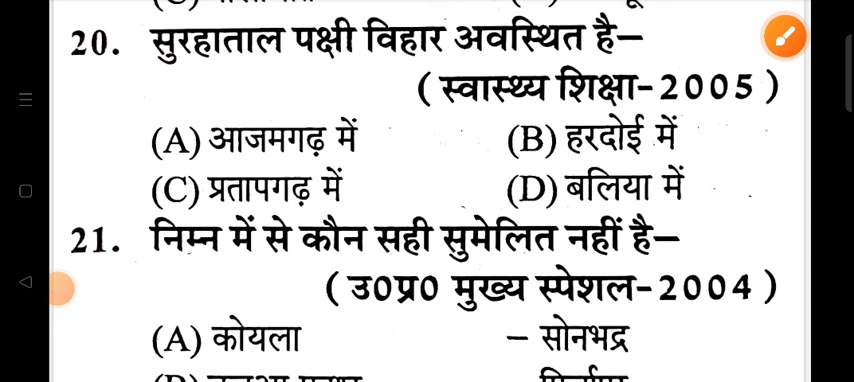 20. सुरहाताल पक्षी विहार अवस्थित है–
( स्वास्थ्य शिक्षा-2005 )
(A) आजमगढ़ में (B) हरदोई में
(C) प्रतापगढ़ में (D) बलिया में
21. निम्न में से कौन सही सुमेलित नहीं है–
( उ0प्र0 मुख्य स्पेशल-2004 )
(A) कोयला – सोनभद्र